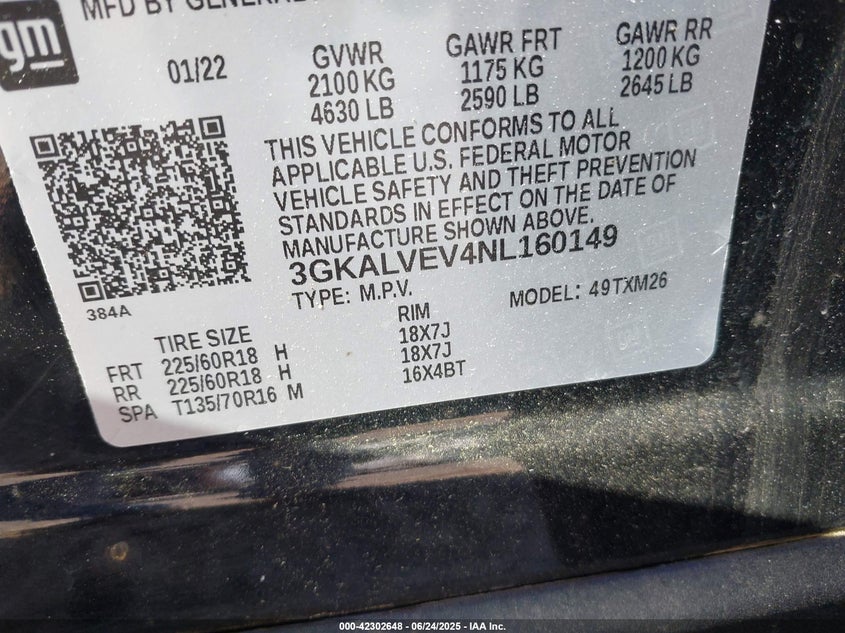 MFD BY GENERAL
gm
01/22
GVWR
2100 KG
4630 LB
GAWR FRT
1175 KG
2590 LB
GAWR RR
1200 KG
2645 LB
THIS VEHICLE CONFORMS TO ALL
APPLICABLE U.S. FEDERAL MOTOR
VEHICLE SAFETY AND THEFT PREVENTION
STANDARDS IN EFFECT ON THE DATE OF
MANUFACTURE SHOWN ABOVE.
3GKALVEV4NL160149
TYPE: M.P.V. MODEL: 49TXM26
384A
TIRE SIZE RIM
FRT 225/60R18 H 18X7J
RR 225/60R18 H 18X7J
SPA T135/70R16 M 16X4BT
000-42302648 - 06/24/2025 - IAA Inc.